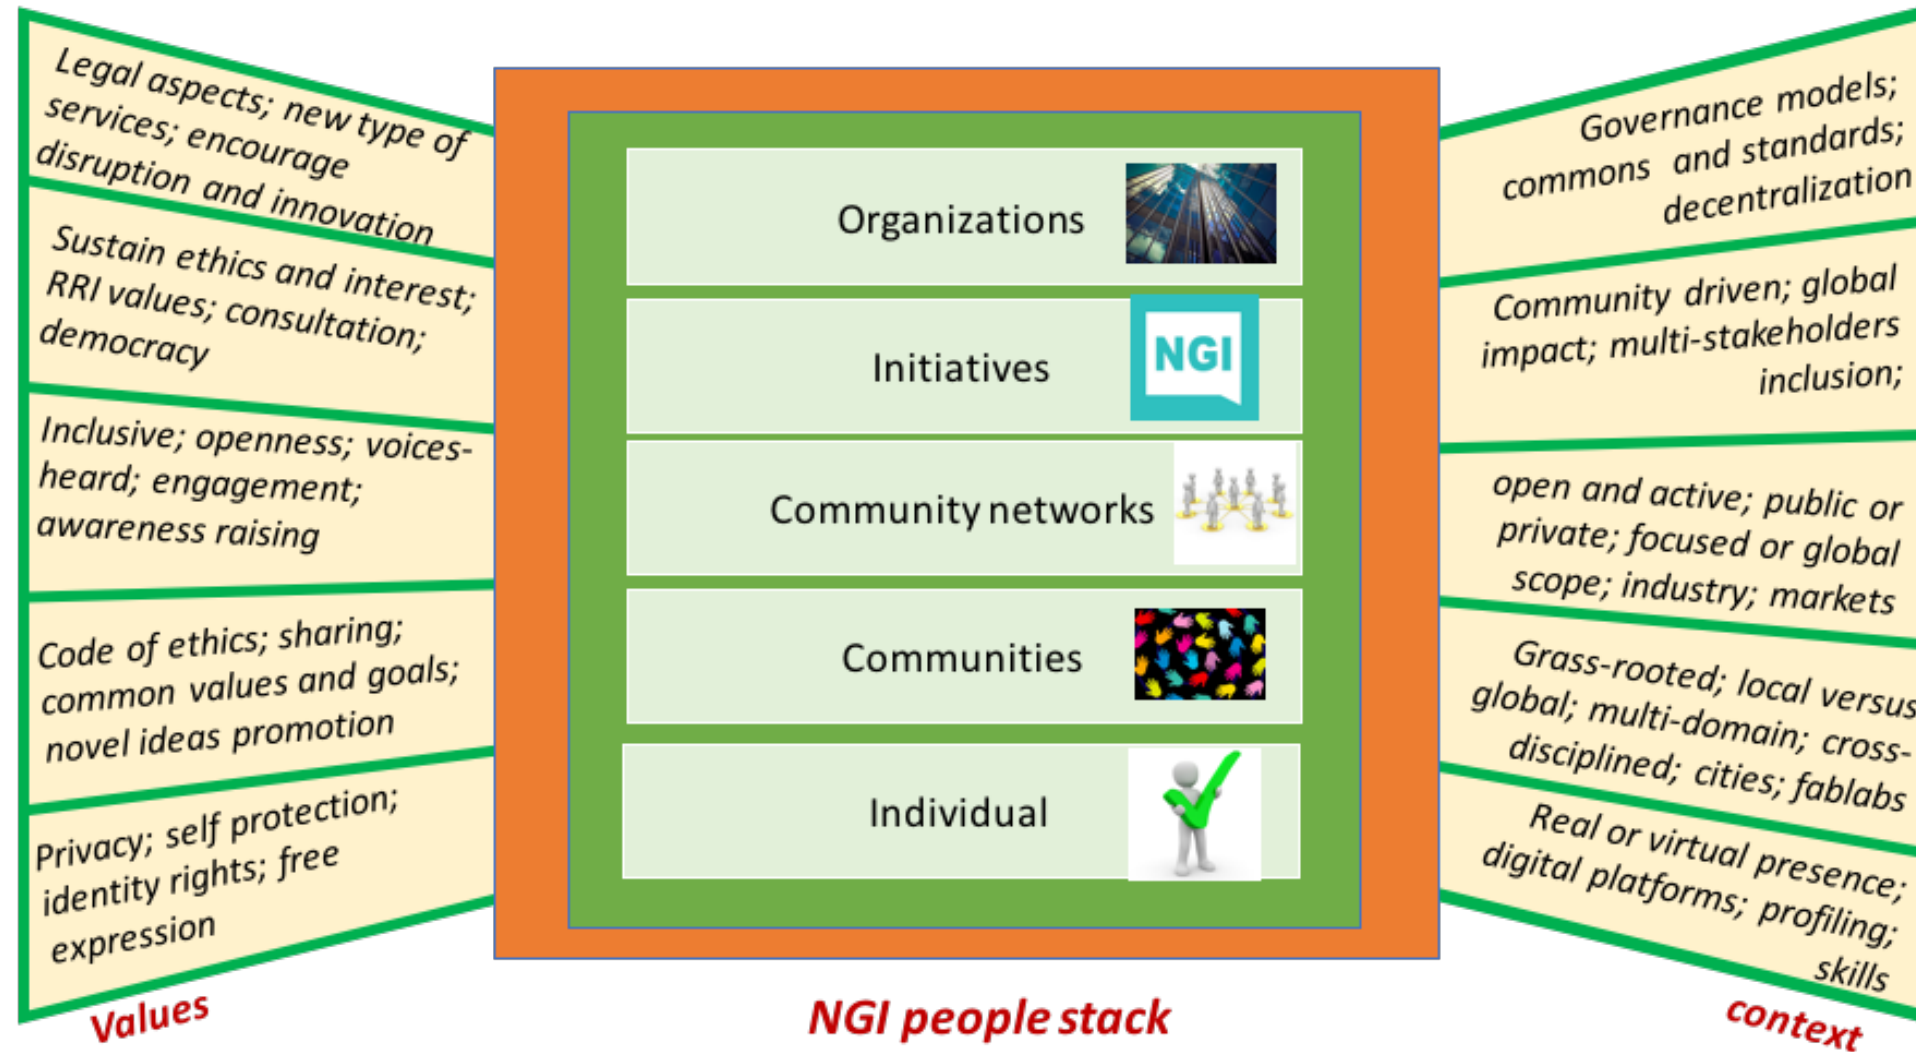 Legal aspects; new type of
services; encourage
disruption and innovation
Sustain ethics and interest;
RRI values; consultation;
democracy
Inclusive; openness; voices-
heard; engagement;
awareness raising
Code of ethics; sharing;
common values and goals;
novel ideas promotion
Privacy; self protection;
identity rights; free
expression
Values
Organizations
Initiatives
NGI
Community networks
Communities
Individual
NGI people stack
Governance models;
commons and standards;
decentralization
Community driven; global
impact; multi-stakeholders
inclusion;
open and active; public or
private; focused or global
scope; industry; markets
Grass-rooted; local versus
global; multi-domain; cross-
disciplined; cities; fablabs
Real or virtual presence;
digital platforms; profiling;
skills
context